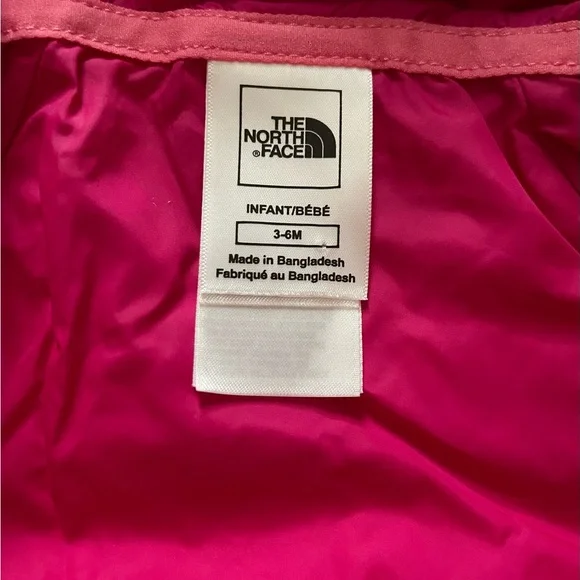 THE
NORTH
®FACE
INFANT/BÉBÉ
3-6M
Made in Bangladesh
Fabriqué au Bangladesh